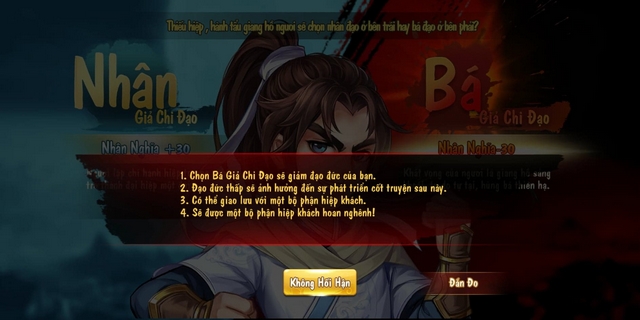 Thiếu hiệp , hành tẩu giang hồ ngươi sẽ chọn nhân đạo ở bên trái hay bá đạo ở bên phải?
Nhân
Giả Chi Đạo
Bá
Giả Chi Đạo
Nhân Nghĩa +30
Nhân Nghĩa-30
1. Chọn Bá Giả Chi Đạo sẽ giảm đạo đức của bạn.
2. Đạo đức thấp sẽ ảnh hưởng đến sự phát triển cốt truyện sau này.
3. Có thể giao lưu với một bộ phận hiệp khách.
4. Sẽ được một bộ phận hiệp khách hoan nghênh!
Không Hối Hận
Đắn Đo